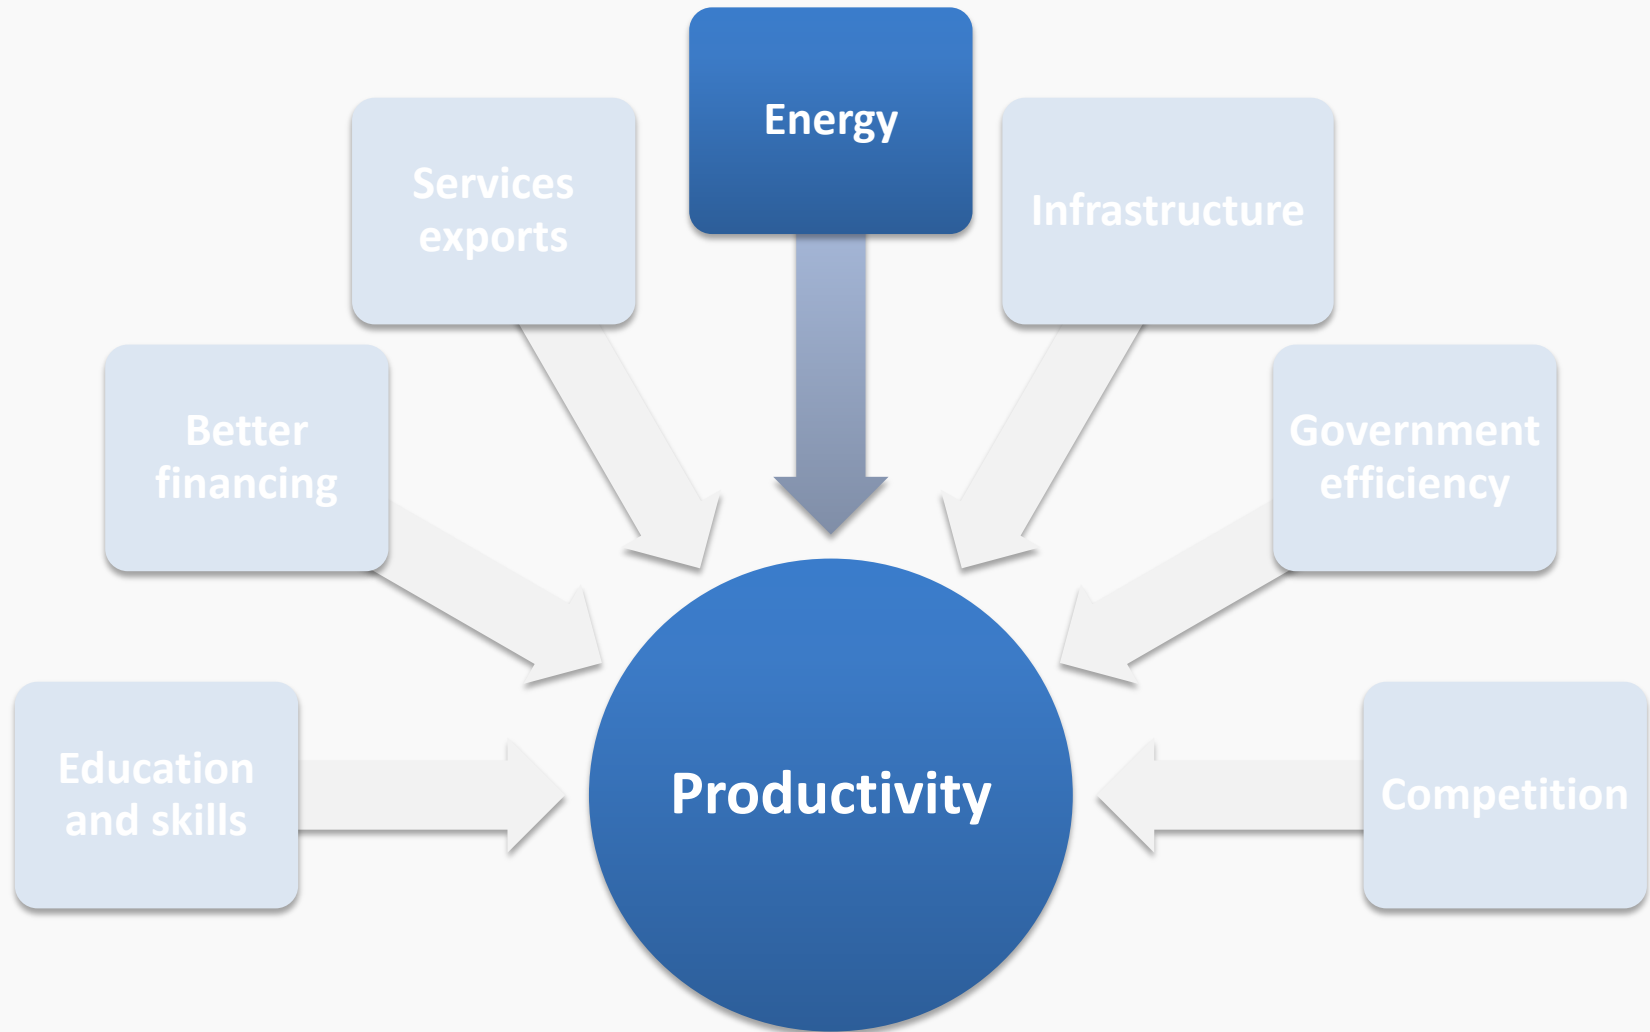 Energy
Services
exports
Infrastructure
Better
financing
Government
efficiency
Education
and skills
Productivity
Competition